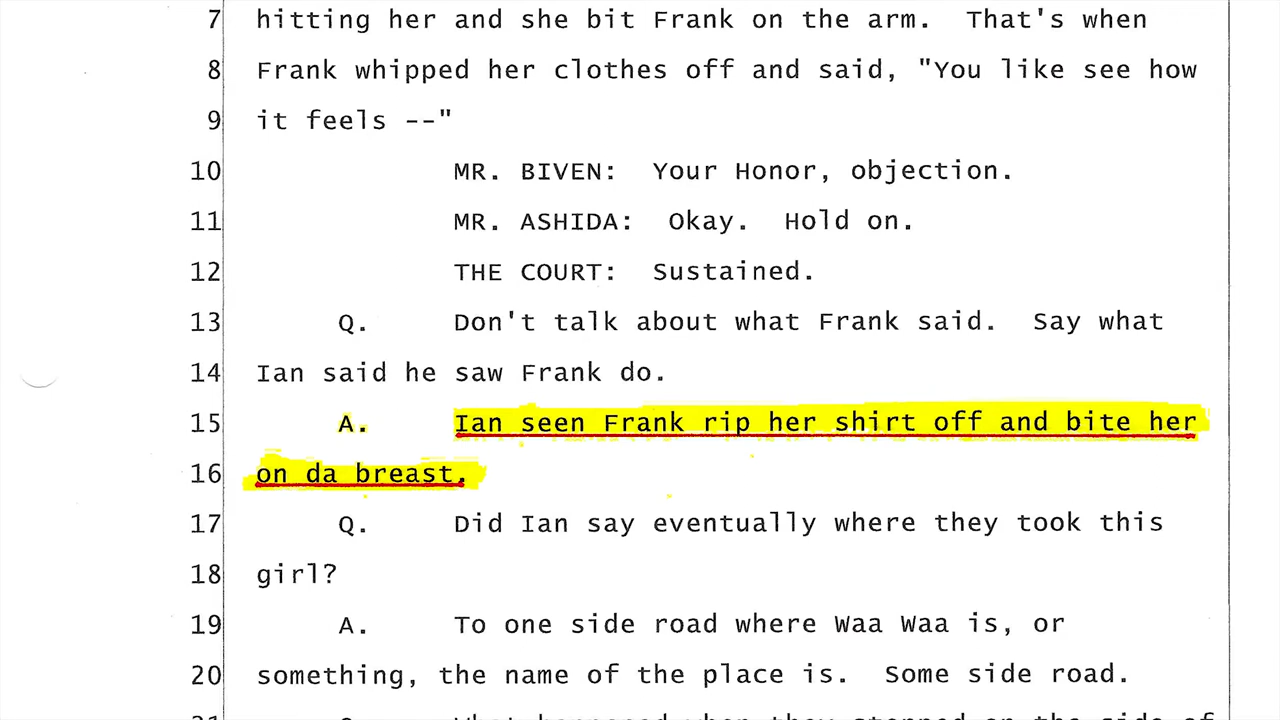 7 hitting her and she bit Frank on the arm. That's when
8 Frank whipped her clothes off and said, "You like see how
9 it feels --"
10 MR. BIVEN: Your Honor, objection.
11 MR. ASHIDA: Okay. Hold on.
12 THE COURT: Sustained.
13 Q. Don't talk about what Frank said. Say what
14 Ian said he saw Frank do.
15 A. Ian seen Frank rip her shirt off and bite her
16 on da breast.
17 Q. Did Ian say eventually where they took this
18 girl?
19 A. To one side road where Waa Waa is, or
20 something, the name of the place is. Some side road.